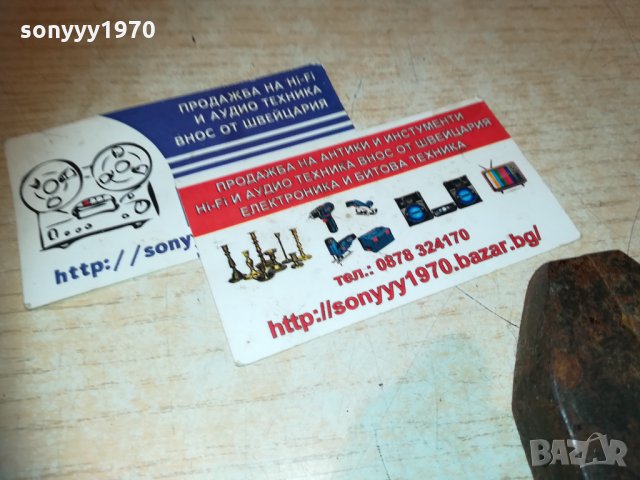 sonyyy1970
ПРОДАЖБА НА Hi-Fi
И АУДИО ТЕХНИКА
ВНОС ОТ ШВЕЙЦАРИЯ
http://sony
ПРОДАЖБА НА АНТИКИ И ИНСТУМЕНТИ
Hi-Fi И АУДИО ТЕХНИКА ВНОС ОТ ШВЕЙЦАРИЯ
ЕЛЕКТРОНИКА И БИТОВА ТЕХНИКА
тел.: 0878 324170
http://sonyyy1970.bazar.bg/
BAZAR